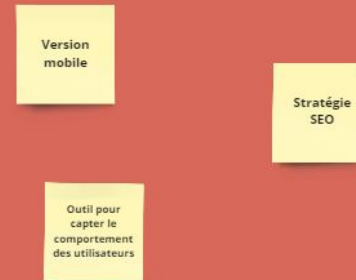 Version
mobile
Stratégie
SEO
Outil pour
capter le
comportement
des utilisateurs